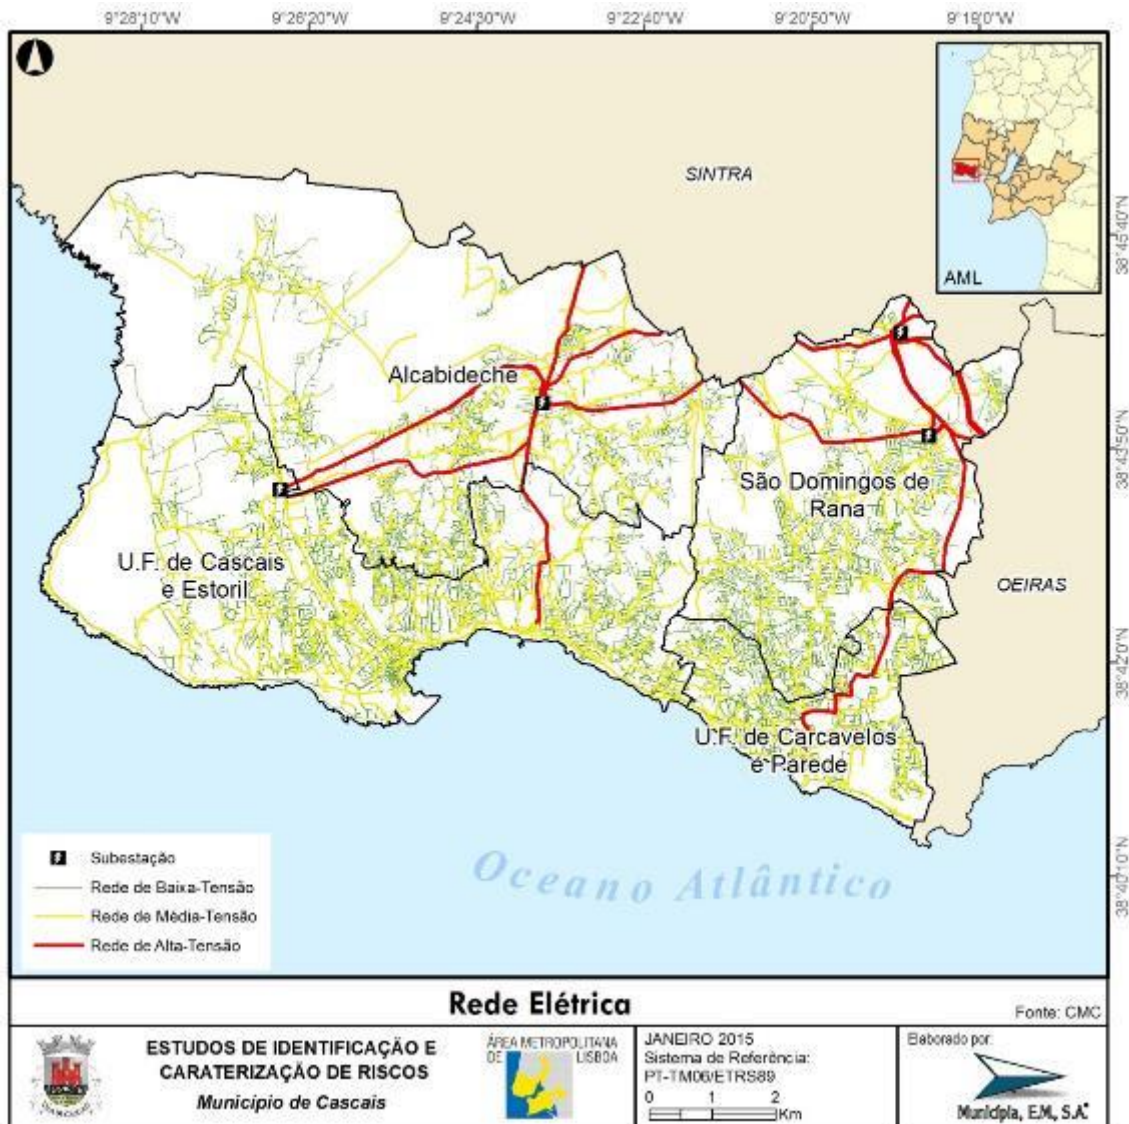 9°28'10"W
9°26'20"W
9°24'30"W
9°22'40"W
9°20'50"W
9°19'0"W
SINTRA
AML
38°45'40"N
Alcabideche
38°43'50"N
São Domingos de
Rana
U.F. de Cascais
e Estoril
OEIRAS
38°42'0"N
U.F. de Carcavelos
e Parede
38°40'10"N
Oceano Atlântico
Subestação
Rede de Baixa-Tensão
Rede de Média-Tensão
Rede de Alta-Tensão
Rede Elétrica
Fonte: CMC
ESTUDOS DE IDENTIFICAÇÃO E
CARATERIZAÇÃO DE RISCOS
Município de Cascais
ÁREA METROPOLITANA
DE LISBOA
JANEIRO 2015
Sistema de Referência:
PT-TM06/ETRS89
0 1 2
Km
Elaborado por:
Municípia, E.M., S.A.